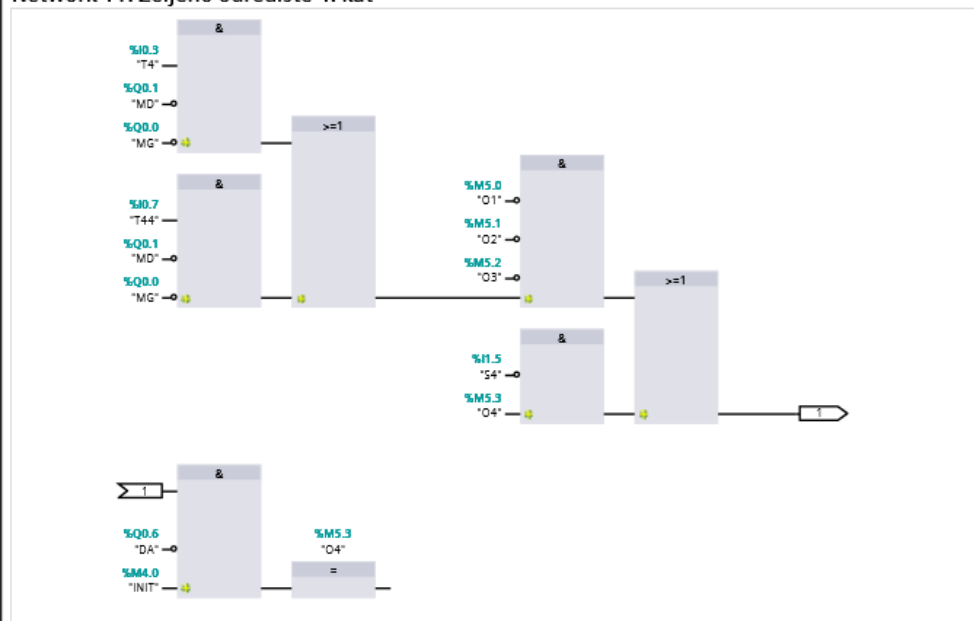 &
%I0.3
"T4"
%Q0.1
"MD"
%Q0.0
"MG"
>=1
&
%I0.7
"T44"
%Q0.1
"MD"
%Q0.0
"MG"
&
%M5.0
"O1"
%M5.1
"O2"
%M5.2
"O3"
>=1
&
%I1.5
"S4"
%M5.3
"O4"
1
&
1
%Q0.6
"DA"
%M4.0
"INIT"
%M5.3
"O4"
=